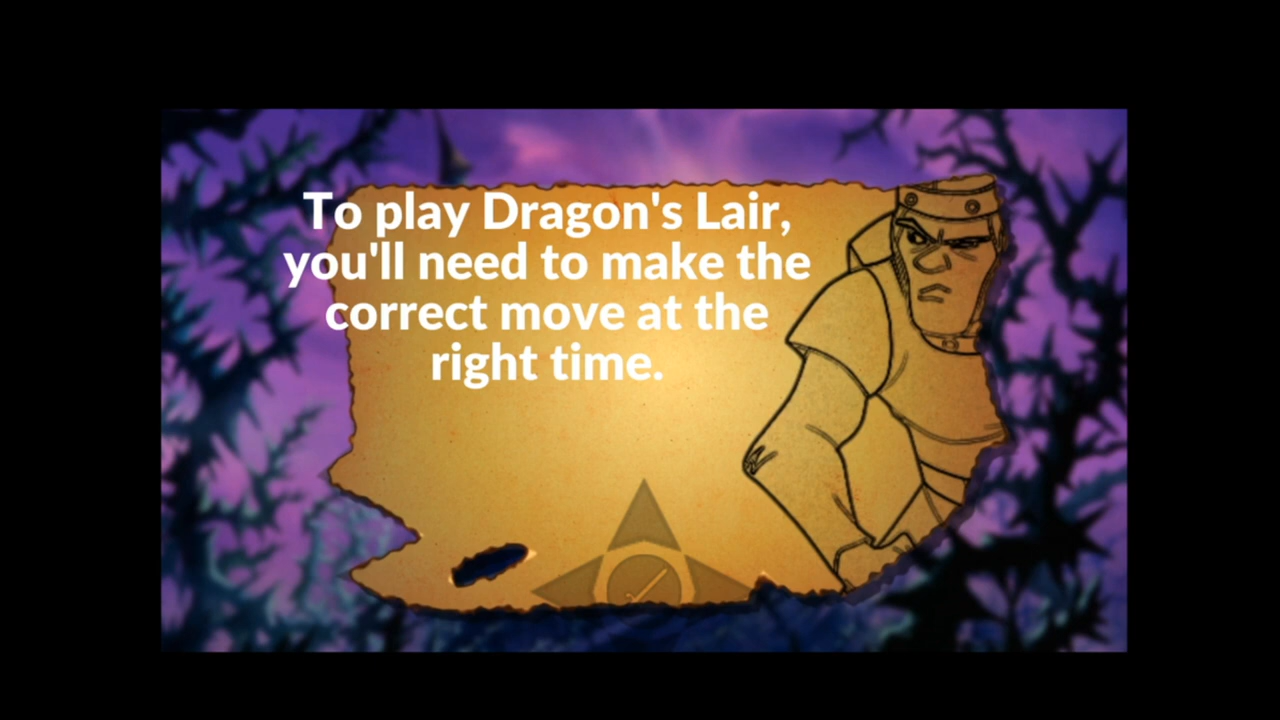 To play Dragon's Lair,
you'll need to make the
correct move at the
right time.